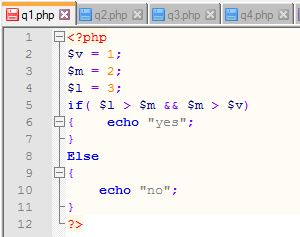 q1.php q2.php q3.php q4.php
1 <?php
2 $v = 1;
3 $m = 2;
4 $l = 3;
5 if( $l > $m && $m > $v)
6 { echo "yes";
7 }
8 Else
9 {
10 echo "no";
11 }
12 ?>